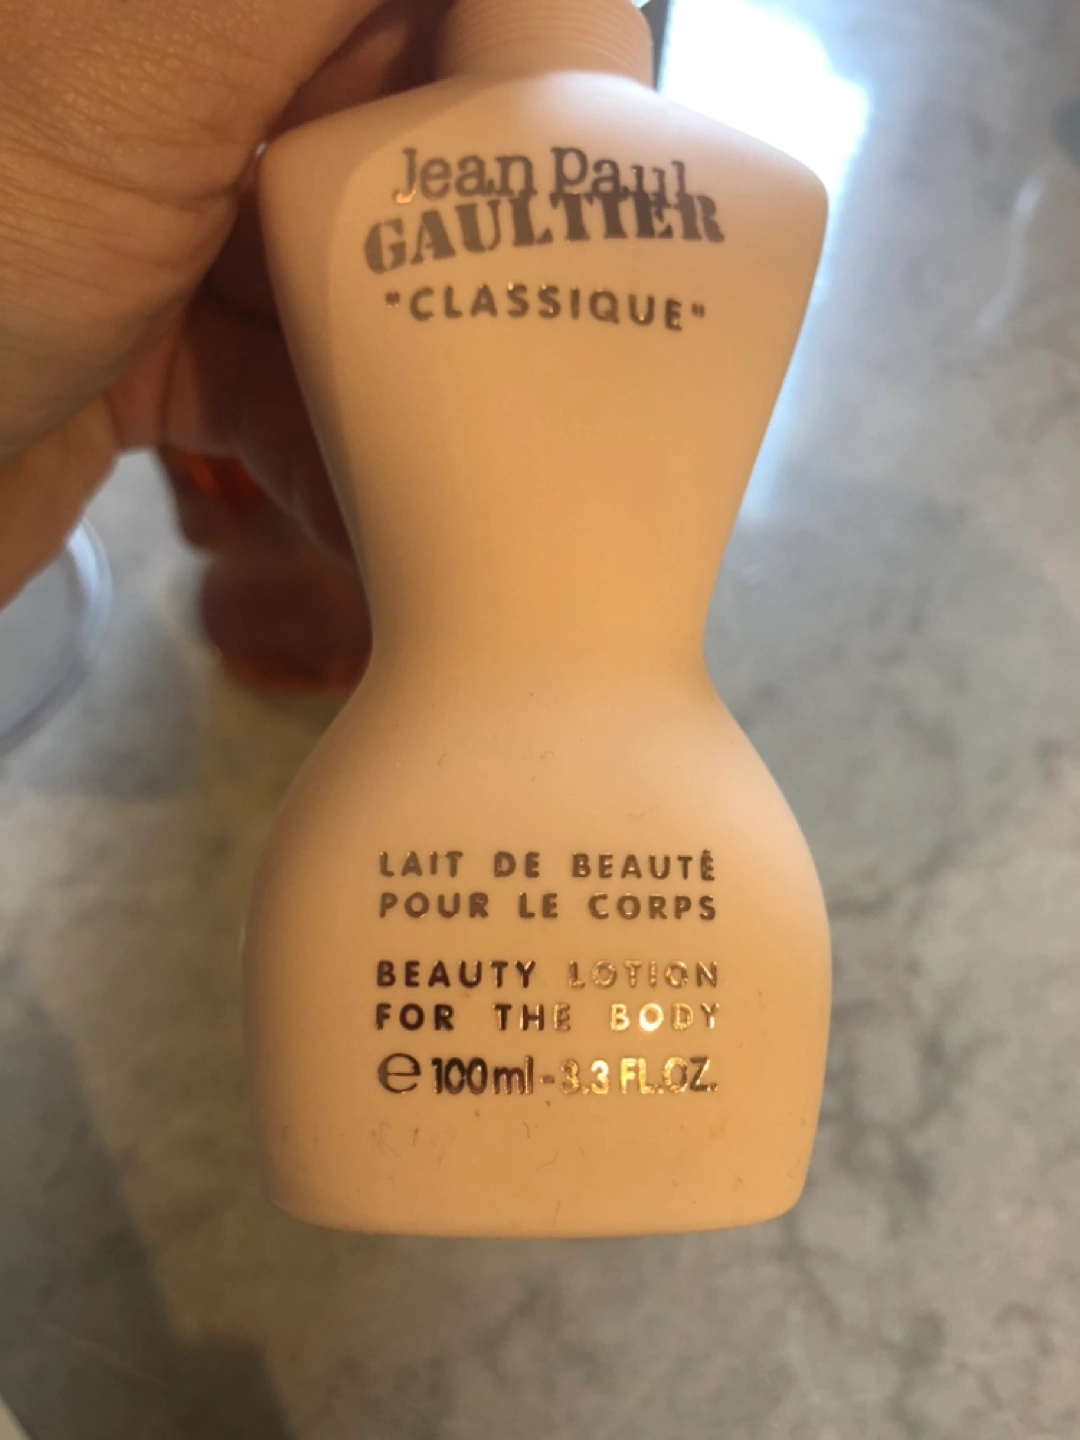 Jean Paul
GAULTIER
"CLASSIQUE"
LAIT DE BEAUTÉ
POUR LE CORPS
BEAUTY LOTION
FOR THE BODY
℮ 100ml - 3.3 FL.OZ.